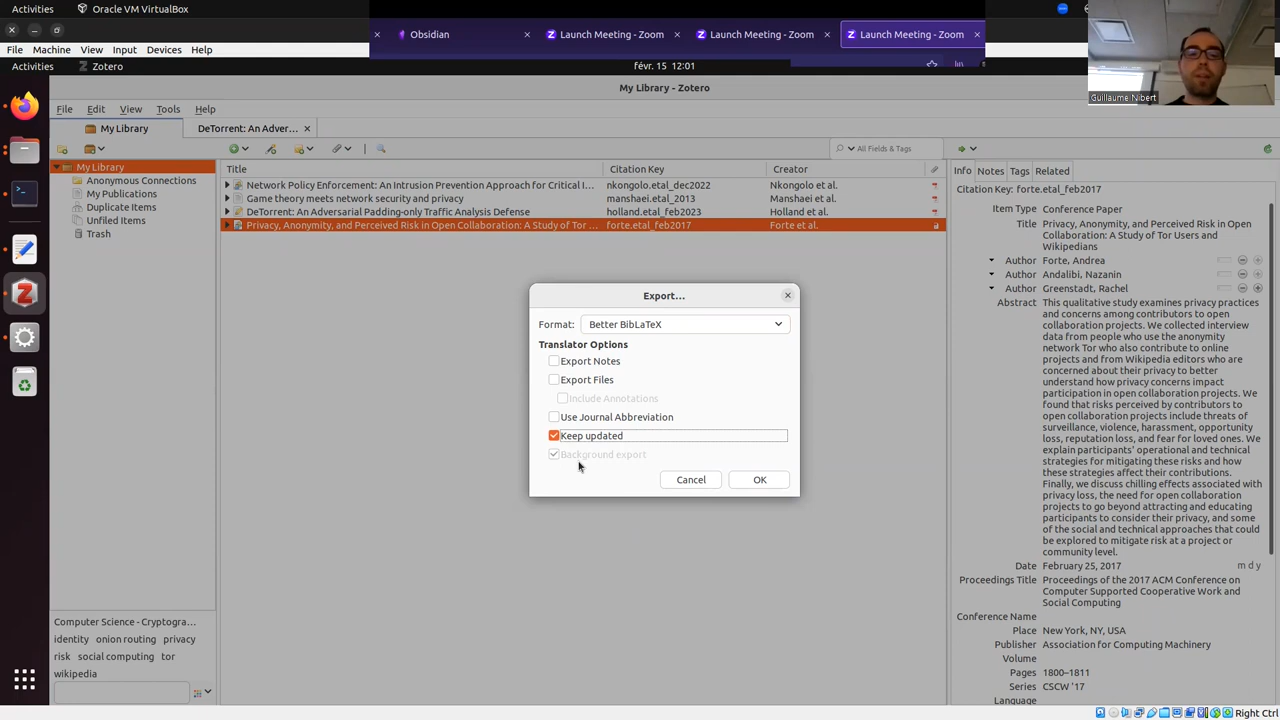 Activities
Oracle VM VirtualBox
Obsidian
Launch Meeting - Zoom
Launch Meeting - Zoom
Launch Meeting - Zoom
Guillaume Nibert
File Machine View Input Devices Help
Activities
Zotero
févr. 15 12:01
My Library - Zotero
File Edit View Tools Help
My Library
DeTorrent: An Adver...
All Fields & Tags
My Library
Anonymous Connections
My Publications
Duplicate Items
Unfiled Items
Trash
Title Citation Key Creator
Network Policy Enforcement: An Intrusion Prevention Approach for Critical I... nkongolo.etal_dec2022 Nkongolo et al.
Game theory meets network security and privacy manshaei.etal_2013 Manshaei et al.
DeTorrent: An Adversarial Padding-only Traffic Analysis Defense holland.etal_feb2023 Holland et al.
Privacy, Anonymity, and Perceived Risk in Open Collaboration: A Study of Tor ... forte.etal_feb2017 Forte et al.
Export...
Format: Better BibLaTeX
Translator Options
Export Notes
Export Files
Include Annotations
Use Journal Abbreviation
Keep updated
Background export
Cancel OK
Info Notes Tags Related
Citation Key: forte.etal_feb2017
Item Type Conference Paper
Title Privacy, Anonymity, and Perceived Risk in Open
Collaboration: A Study of Tor Users and
Wikipedians
Author Forte, Andrea
Author Andalibi, Nazanin
Author Greenstadt, Rachel
Abstract This qualitative study examines privacy practices
and concerns among contributors to open
collaboration projects. We collected interview
data from people who use the anonymity
network Tor who also contribute to online
projects and from Wikipedia editors who are
concerned about their privacy to better
understand how privacy concerns impact
participation in open collaboration projects. We
found that risks perceived by contributors to
open collaboration projects include threats of
surveillance, violence, harassment, opportunity
loss, reputation loss, and fear for loved ones. We
explain participants' operational and technical
strategies for mitigating these risks and how
these strategies affect their contributions.
Finally, we discuss chilling effects associated with
privacy loss, the need for open collaboration
projects to go beyond attracting and educating
participants to consider their privacy, and some
of the social and technical approaches that could
be explored to mitigate risk at a project or
community level.
Date February 25, 2017 m d y
Proceedings Title Proceedings of the 2017 ACM Conference on
Computer Supported Cooperative Work and
Social Computing
Conference Name
Place New York, NY, USA
Publisher Association for Computing Machinery
Volume
Pages 1800–1811
Series CSCW '17
Language
Computer Science - Cryptogra...
identity onion routing privacy
risk social computing tor
wikipedia
Right Ctrl